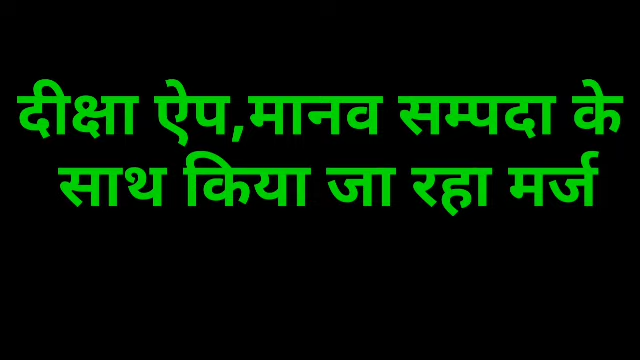 दीक्षा ऐप,मानव सम्पदा के
साथ किया जा रहा मर्ज